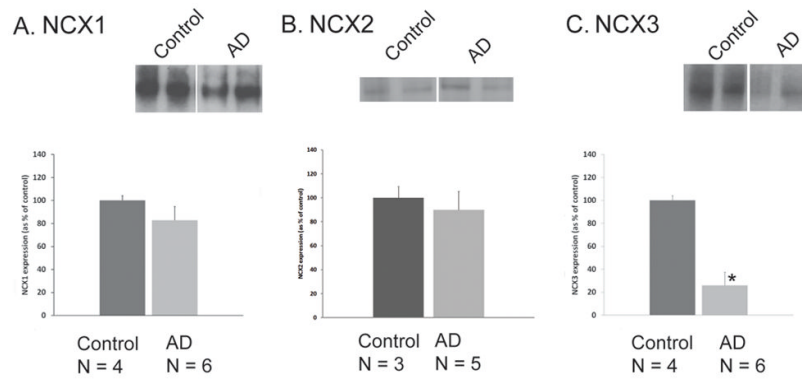 A. NCX1
Control
AD
B. NCX2
Control
AD
C. NCX3
Control
AD
NCX1 expression (as % of control)
140
120
100
80
60
40
20
0
Control AD
N = 4 N = 6
NCX2 expression (as % of control)
140
120
100
80
60
40
20
0
Control AD
N = 3 N = 5
NCX3 expression (as % of control)
140
120
100
80
60
40
20
0
*
Control AD
N = 4 N = 6